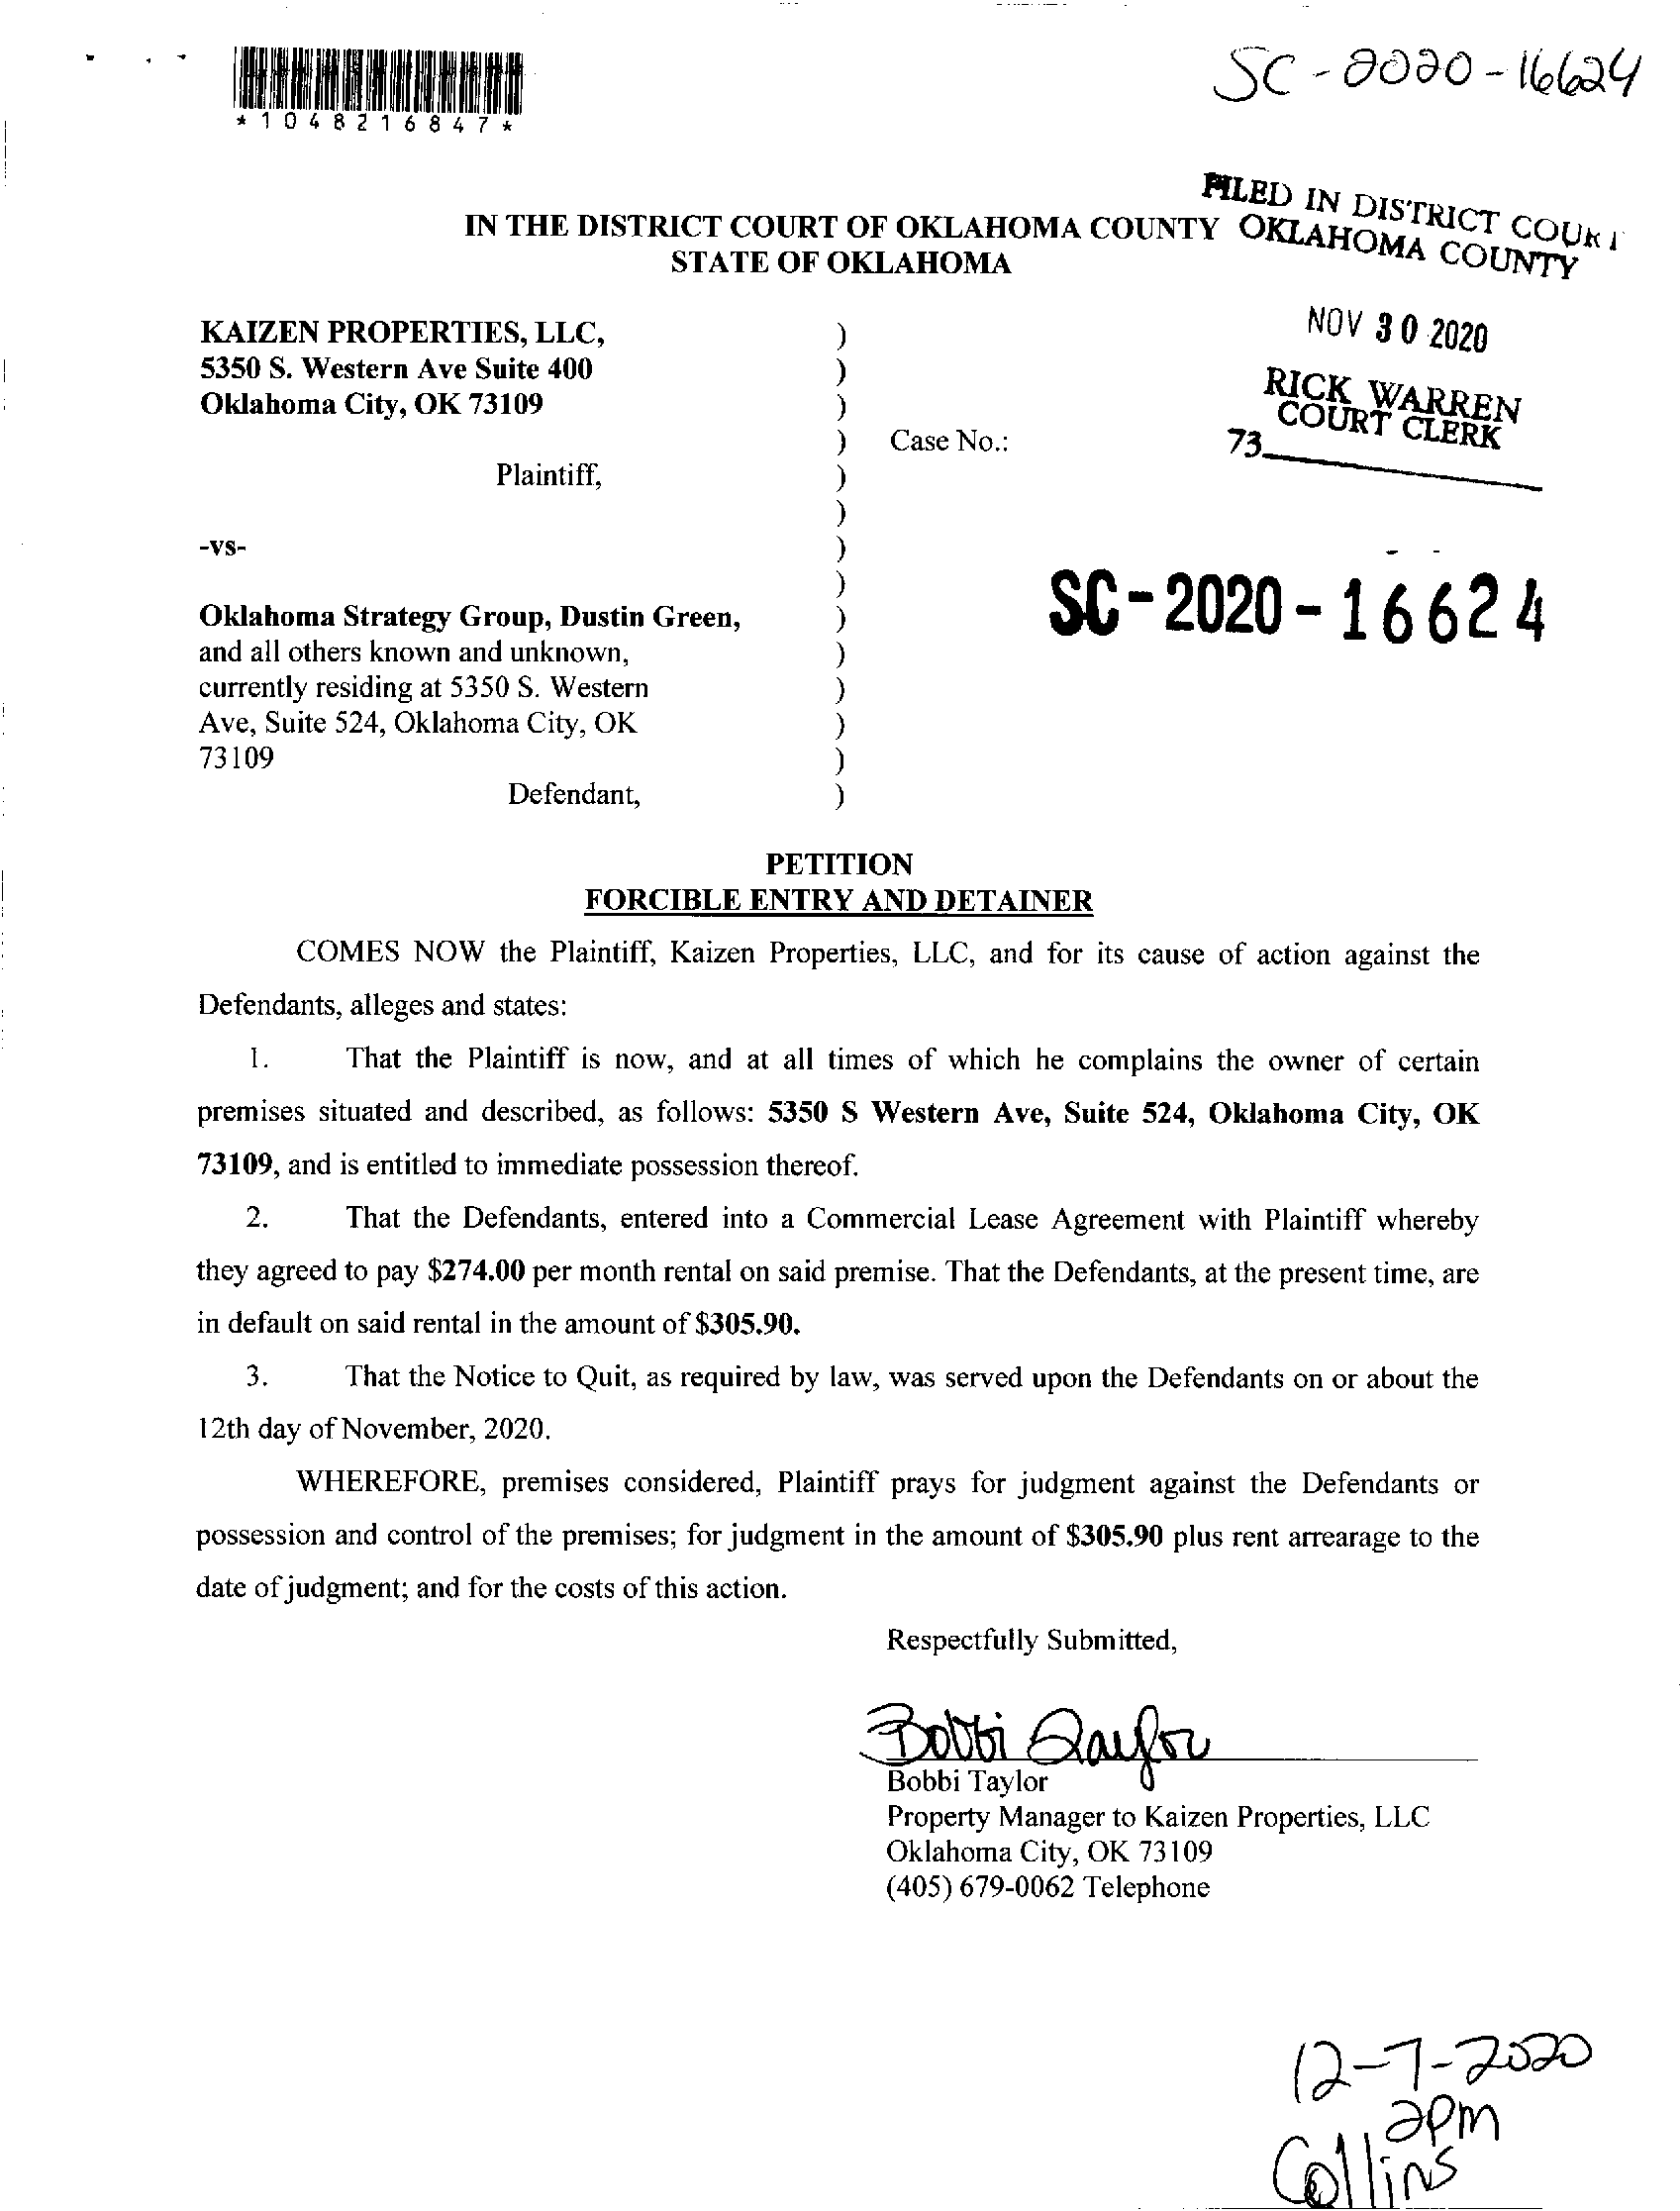 SC-2020-16624
*1048216847*
FILED IN DISTRICT COURT
OKLAHOMA COUNTY
IN THE DISTRICT COURT OF OKLAHOMA COUNTY
STATE OF OKLAHOMA
NOV 30 2020
RICK WARREN
COURT CLERK
73
KAIZEN PROPERTIES, LLC, )
5350 S. Western Ave Suite 400 )
Oklahoma City, OK 73109 )
) Case No.:
Plaintiff, )
)
-vs- )
)
SC-2020-16624
Oklahoma Strategy Group, Dustin Green, )
and all others known and unknown, )
currently residing at 5350 S. Western )
Ave, Suite 524, Oklahoma City, OK )
73109 )
Defendant, )
PETITION
FORCIBLE ENTRY AND DETAINER
COMES NOW the Plaintiff, Kaizen Properties, LLC, and for its cause of action against the
Defendants, alleges and states:
1. That the Plaintiff is now, and at all times of which he complains the owner of certain
premises situated and described, as follows: 5350 S Western Ave, Suite 524, Oklahoma City, OK
73109, and is entitled to immediate possession thereof.
2. That the Defendants, entered into a Commercial Lease Agreement with Plaintiff whereby
they agreed to pay $274.00 per month rental on said premise. That the Defendants, at the present time, are
in default on said rental in the amount of $305.90.
3. That the Notice to Quit, as required by law, was served upon the Defendants on or about the
12th day of November, 2020.
WHEREFORE, premises considered, Plaintiff prays for judgment against the Defendants or
possession and control of the premises; for judgment in the amount of $305.90 plus rent arrearage to the
date of judgment; and for the costs of this action.
Respectfully Submitted,
Bobbi Taylor
Bobbi Taylor
Property Manager to Kaizen Properties, LLC
Oklahoma City, OK 73109
(405) 679-0062 Telephone
12-7-2020
2pm
Collins